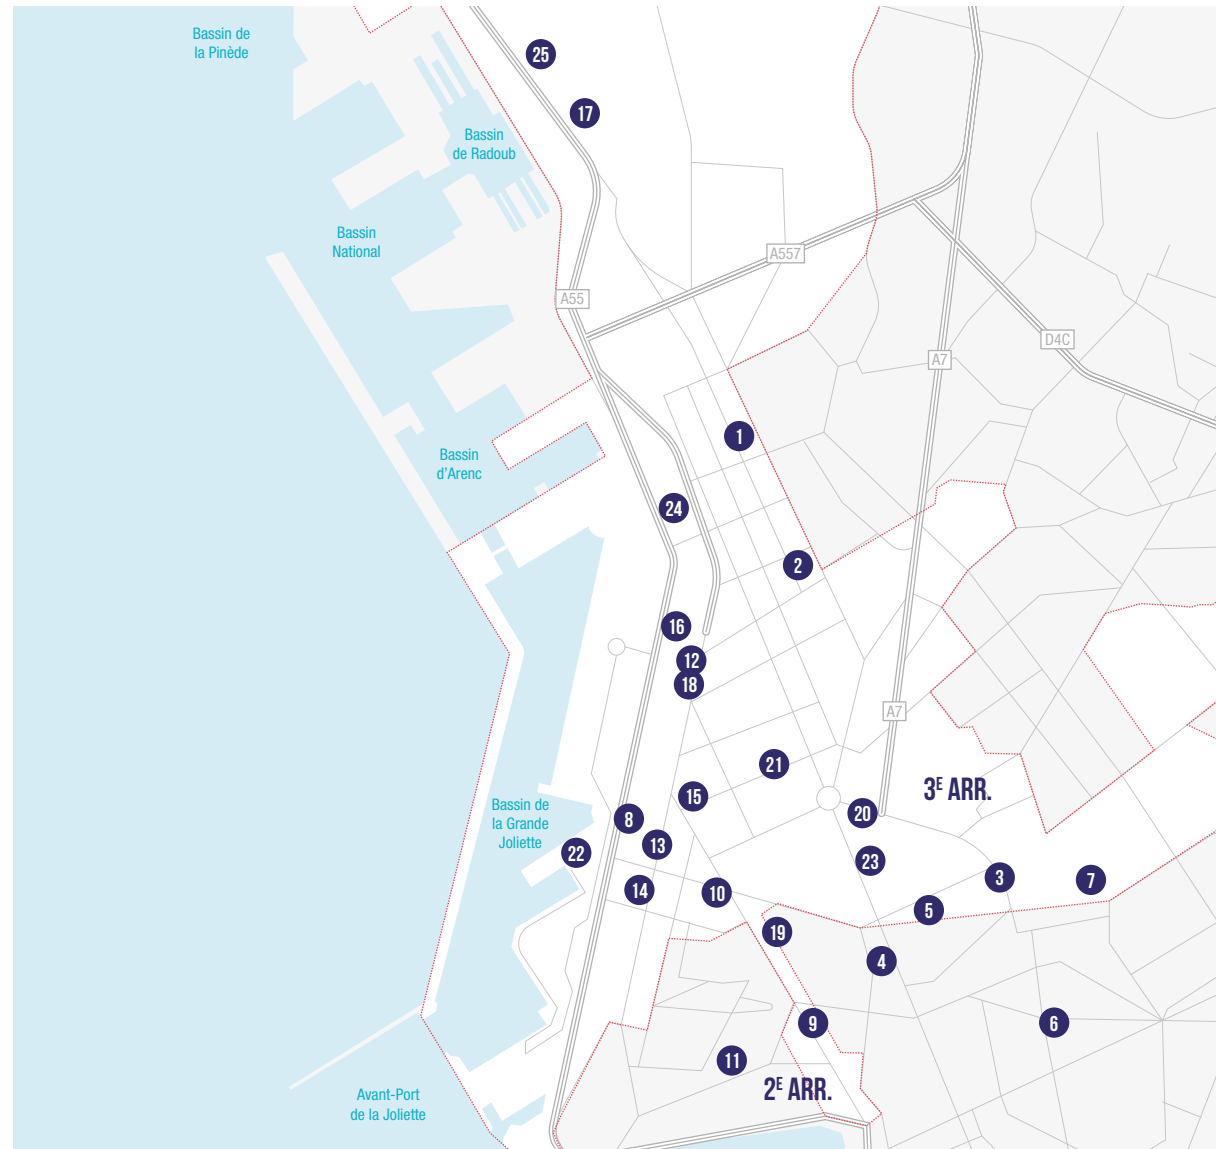 Bassin de
la Pinède
25
17
Bassin
de Radoub
Bassin
National
A557
A55
D4C
A7
1
Bassin
d'Arenc
24
2
16
12
18
A7
21
15
3E ARR.
Bassin de
la Grande
Joliette
8
20
13
22
23
14
10
3
7
5
19
4
9
6
11
2E ARR.
Avant-Port
de la Joliette